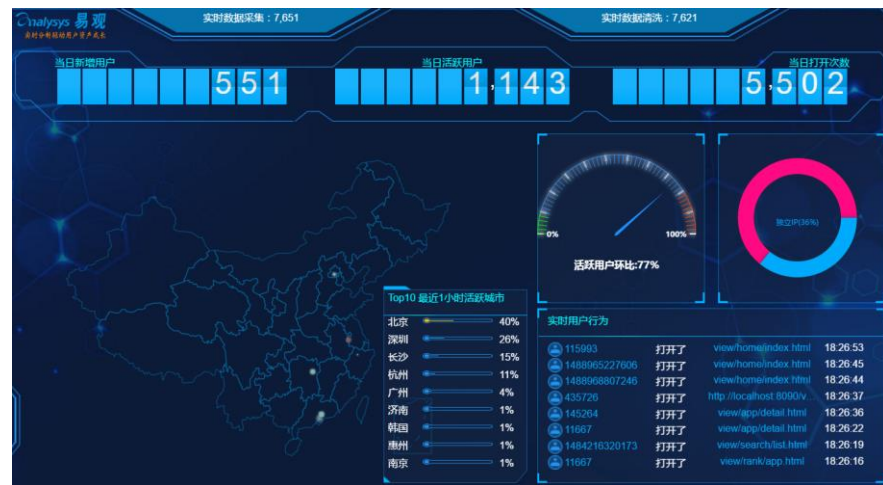 Analysys 易观
实时分析驱动用户资产成长
实时数据采集：7,651
实时数据清洗：7,621
当日新增用户
551
当日活跃用户
1,143
当日打开次数
5,502
0%
100%
活跃用户环比:77%
独立IP(36%)
Top10 最近1小时活跃城市
北京 40%
深圳 26%
长沙 15%
杭州 11%
广州 4%
济南 1%
韩国 1%
惠州 1%
南京 1%
实时用户行为
115993 打开了 view/home/index.html 18:26:53
1488965227606 打开了 view/home/index.html 18:26:45
1488968807246 打开了 view/home/index.html 18:26:44
435726 打开了 http://localhost:8090/v 18:26:37
145264 打开了 view/app/detail.html 18:26:36
11667 打开了 view/app/detail.html 18:26:22
1484216320173 打开了 view/search/list.html 18:26:19
11667 打开了 view/rank/app.html 18:26:16